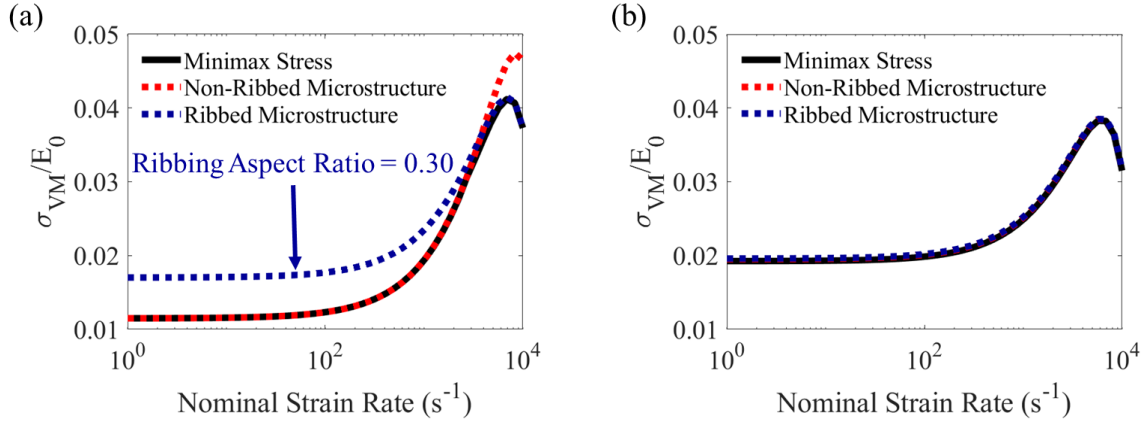 (a)
0.05
0.04
0.03
0.02
0.01
σVM/E0
Minimax Stress
Non-Ribbed Microstructure
Ribbed Microstructure
Ribbing Aspect Ratio = 0.30
10^0
10^2
10^4
Nominal Strain Rate (s^-1)
(b)
0.05
0.04
0.03
0.02
0.01
σVM/E0
Minimax Stress
Non-Ribbed Microstructure
Ribbed Microstructure
10^0
10^2
10^4
Nominal Strain Rate (s^-1)